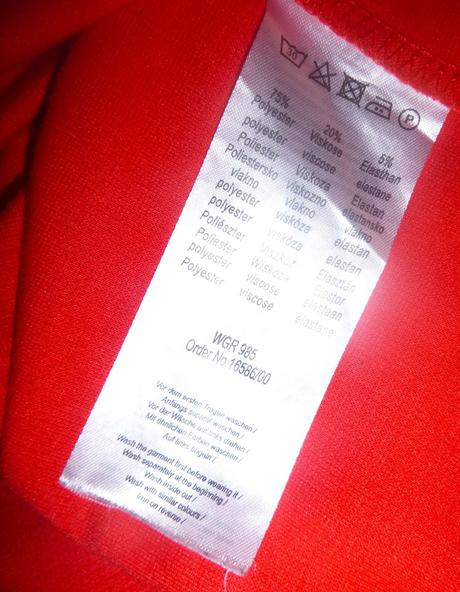 30 P
75% 20% 5%
Polyester Viskose Elasthan
polyester viscose elastane
Poliester Viskoza Elastan
Poliestersko viskozno elastansko
vlakno vlakno vlakno
polyester viskóza elastan
polyester viskóza elastan
Poliészter Viszkóz Elasztán
Poliester Wiskoza Elastor
polyester viscose elastaan
Polyester viscose elastane
WGR 985
Order No.16586/00
Vor dem ersten Tragen waschen/
Anfangs separat waschen/
Vor der Wäsche auf links drehen/
Mit ähnlichen Farben waschen/
Auf links bügeln/
Wash the garment first before wearing it/
Wash separately at the beginning/
Wash inside out/
Wash with similar colours/
Iron on reverse/